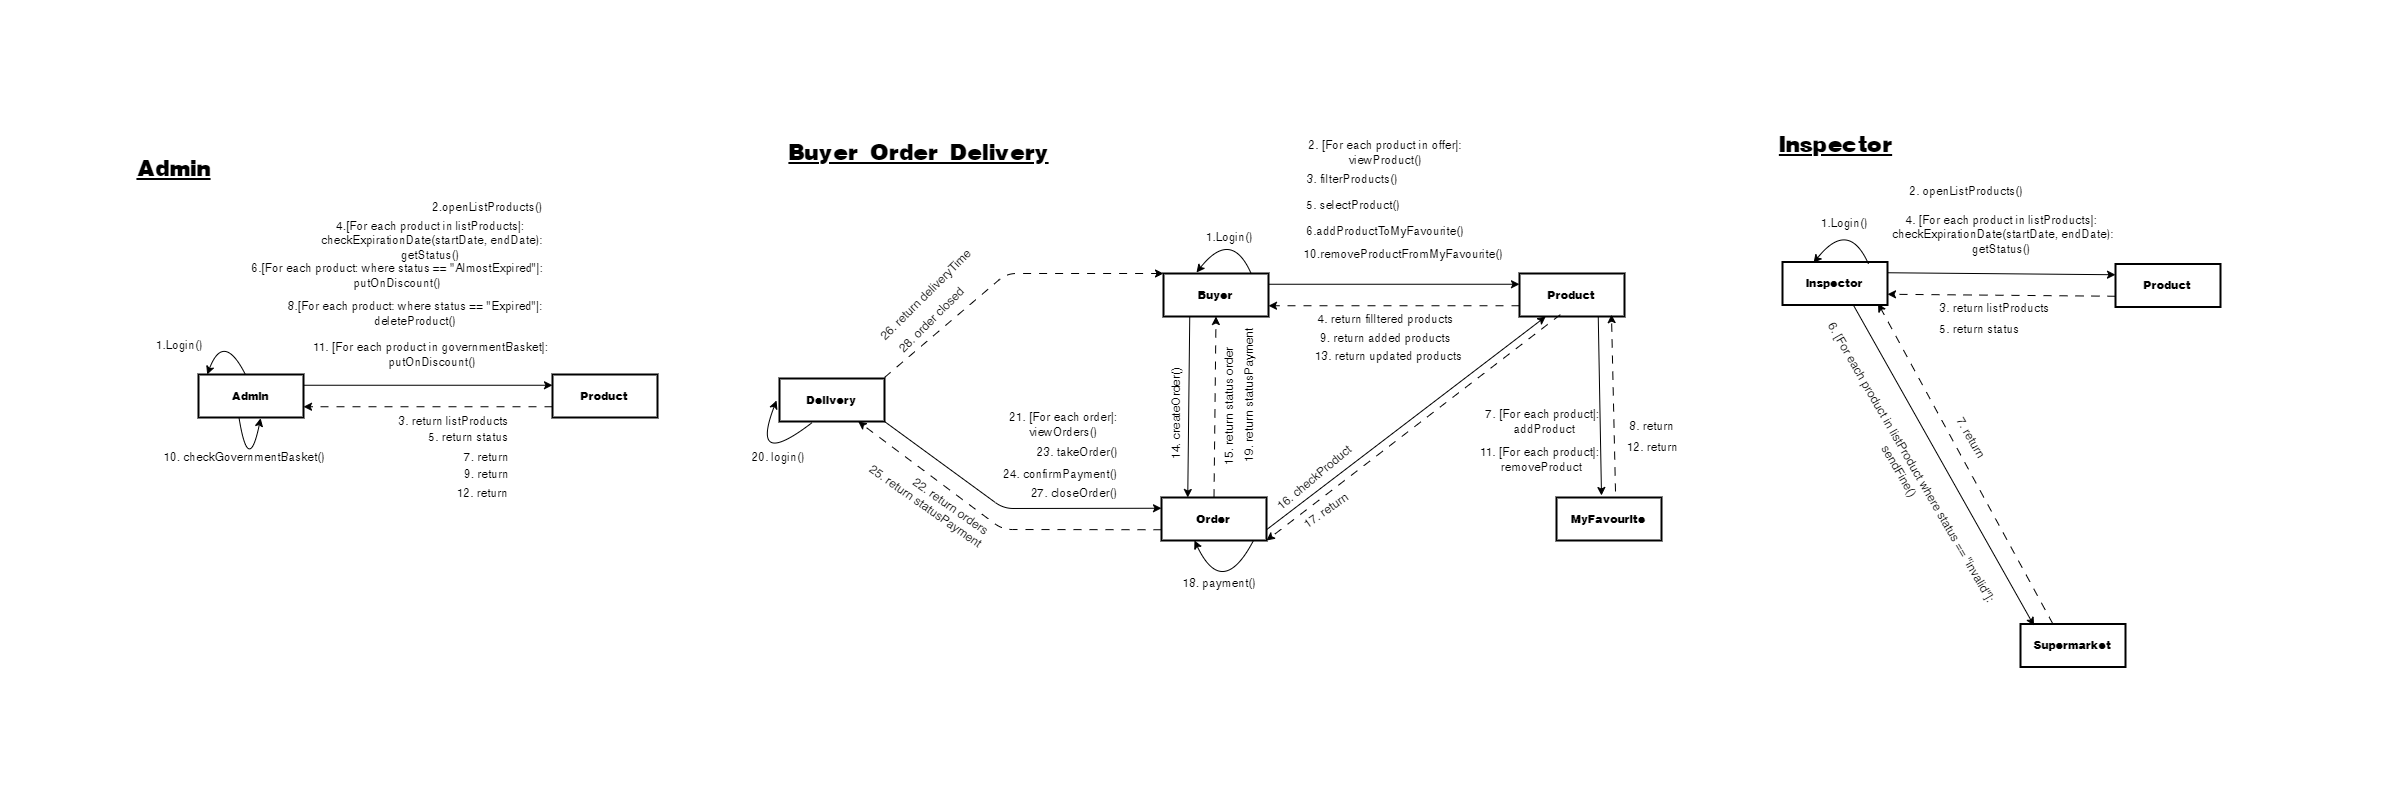 Admin
2.openListProducts()
4.[For each product in listProducts|:
checkExpirationDate(startDate, endDate):
getStatus()
6.[For each product: where status == "AlmostExpired"|:
putOnDiscount()
8.[For each product: where status == "Expired"|:
deleteProduct()
11. [For each product in governmentBasket|:
putOnDiscount()
1.Login()
Admin
Product
3. return listProducts
5. return status
7. return
9. return
12. return
10. checkGovernmentBasket()
Buyer Order Delivery
2. [For each product in offer|:
viewProduct()
3. filterProducts()
5. selectProduct()
6.addProductToMyFavourite()
10.removeProductFromMyFavourite()
1.Login()
Buyer
Product
4. return filltered products
9. return added products
13. return updated products
26. return deliveryTime
28. order closed
Delivery
20. login()
21. [For each order|:
viewOrders()
23. takeOrder()
24. confirmPayment()
27. closeOrder()
22. return orders
25. return statusPayment
14. createOrder()
15. return status order
19. return statusPayment
16. checkProduct
17. return
7. [For each product|:
addProduct
11. [For each product|:
removeProduct
8. return
12. return
Order
MyFavourite
18. payment()
Inspector
2. openListProducts()
4. [For each product in listProducts|:
checkExpirationDate(startDate, endDate):
getStatus()
1.Login()
Inspector
Product
3. return listProducts
5. return status
6. [For each product in listProduct where status == "invalid"]:
sendFine()
7. return
Supermarket